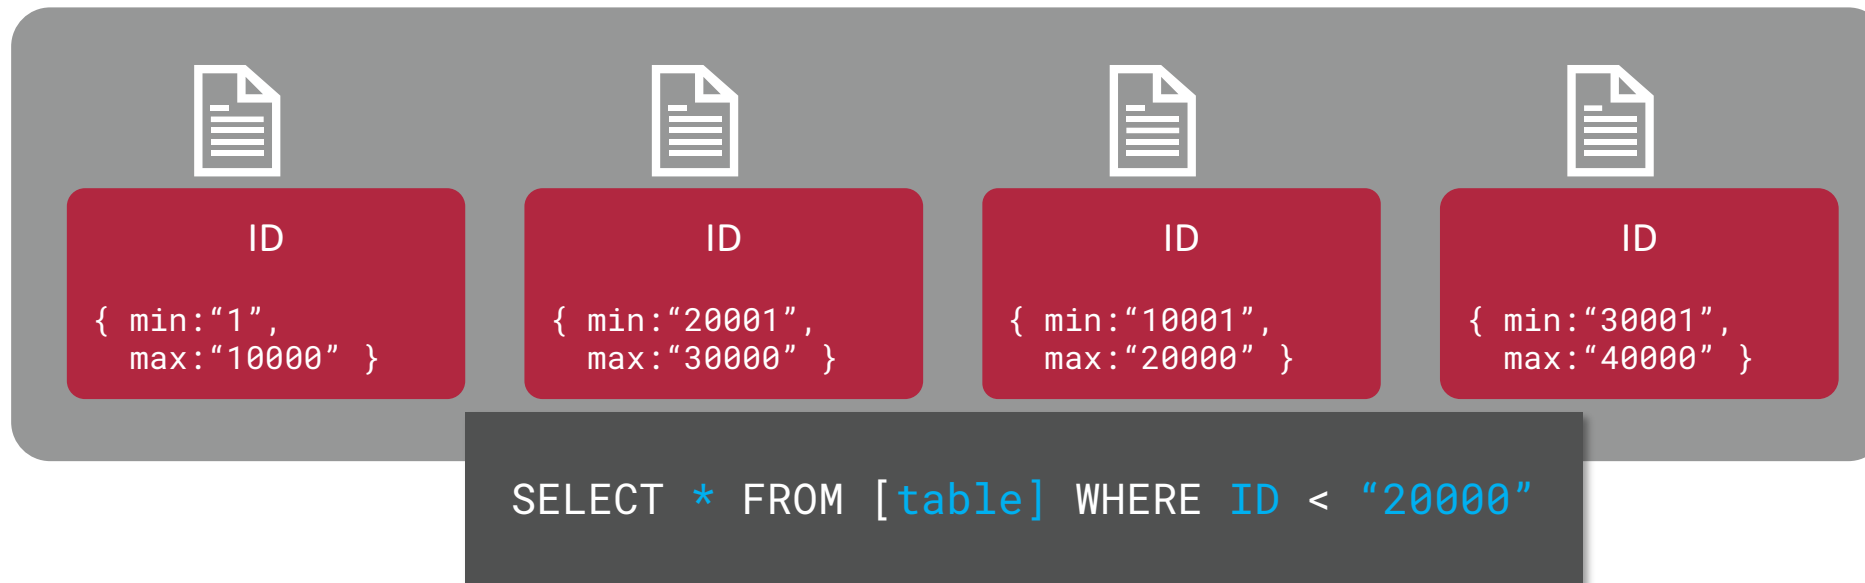 ID
{ min:“1”,
max:“10000” }
ID
{ min:“20001”,
max:“30000” }
ID
{ min:“10001”,
max:“20000” }
ID
{ min:“30001”,
max:“40000” }
SELECT * FROM [table] WHERE ID < “20000”